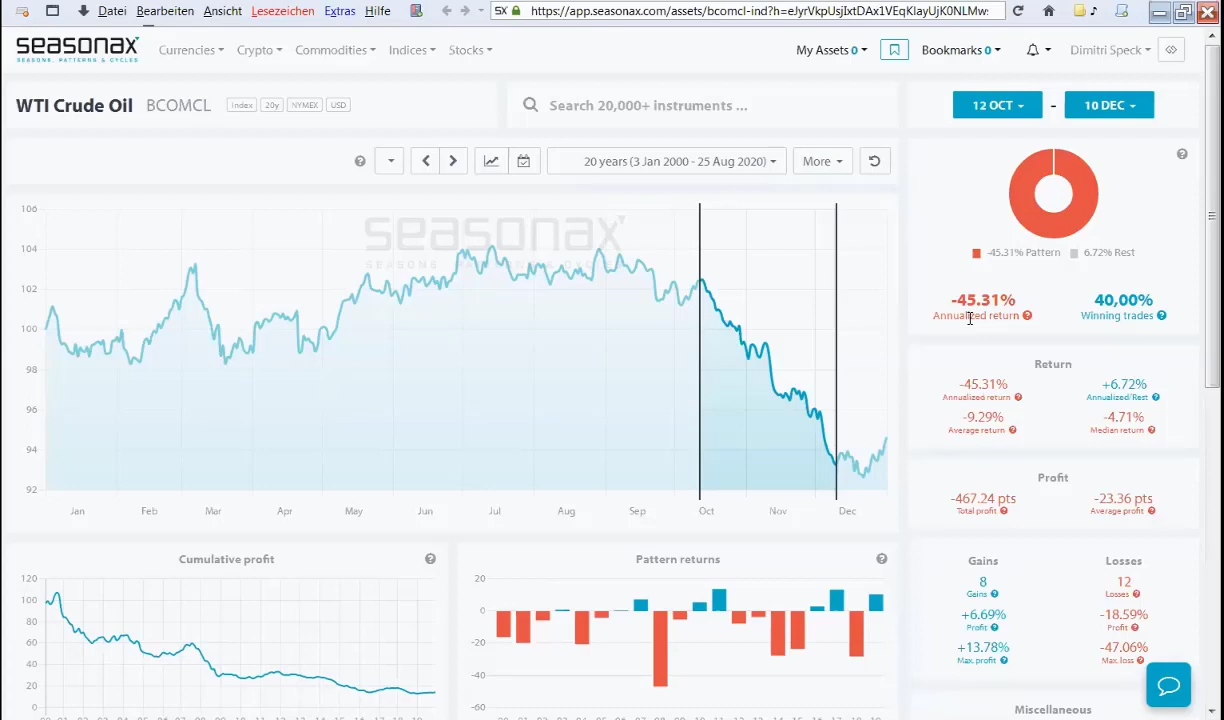 Datei Bearbeiten Ansicht Lesezeichen Extras Hilfe
SX https://app.seasonax.com/assets/bcomcl-ind?h=eJyrVkpUsjIxtDAx1VEqKlayUjK0NLMws
seasonax
SEASONS, PATTERNS & CYCLES
Currencies Crypto Commodities Indices Stocks My Assets 0 Bookmarks 0 Dimitri Speck
WTI Crude Oil BCOMCL Index 20y NYMEX USD
Search 20,000+ instruments ...
12 OCT - 10 DEC
20 years (3 Jan 2000 - 25 Aug 2020) More
106
104
102
100
98
96
94
92
seasonax
SEASONS, PATTERNS & CYCLES
Jan Feb Mar Apr May Jun Jul Aug Sep Oct Nov Dec
-45.31% Pattern 6.72% Rest
-45.31% 40,00%
Annualized return Winning trades
Return
-45.31% +6.72%
Annualized return Annualized/Rest
-9.29% -4.71%
Average return Median return
Profit
-467.24 pts -23.36 pts
Total profit Average profit
Gains Losses
8 12
Gains Losses
+6.69% -18.59%
Profit Profit
+13.78% -47.06%
Max. profit Max. loss
Miscellaneous
Cumulative profit
120
100
80
60
40
20
0
Pattern returns
20
0
-20
-40
-60